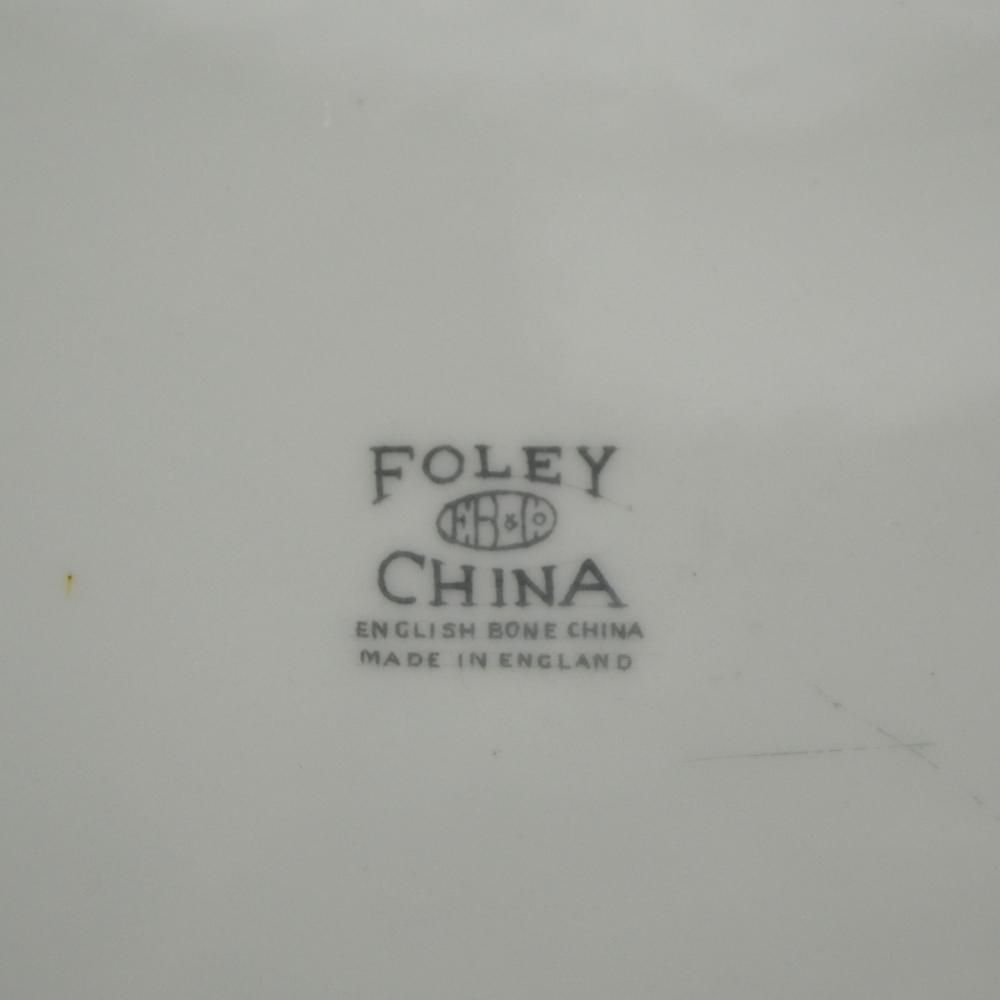 FOLEY
EB&Co
CHINA
ENGLISH BONE CHINA
MADE IN ENGLAND